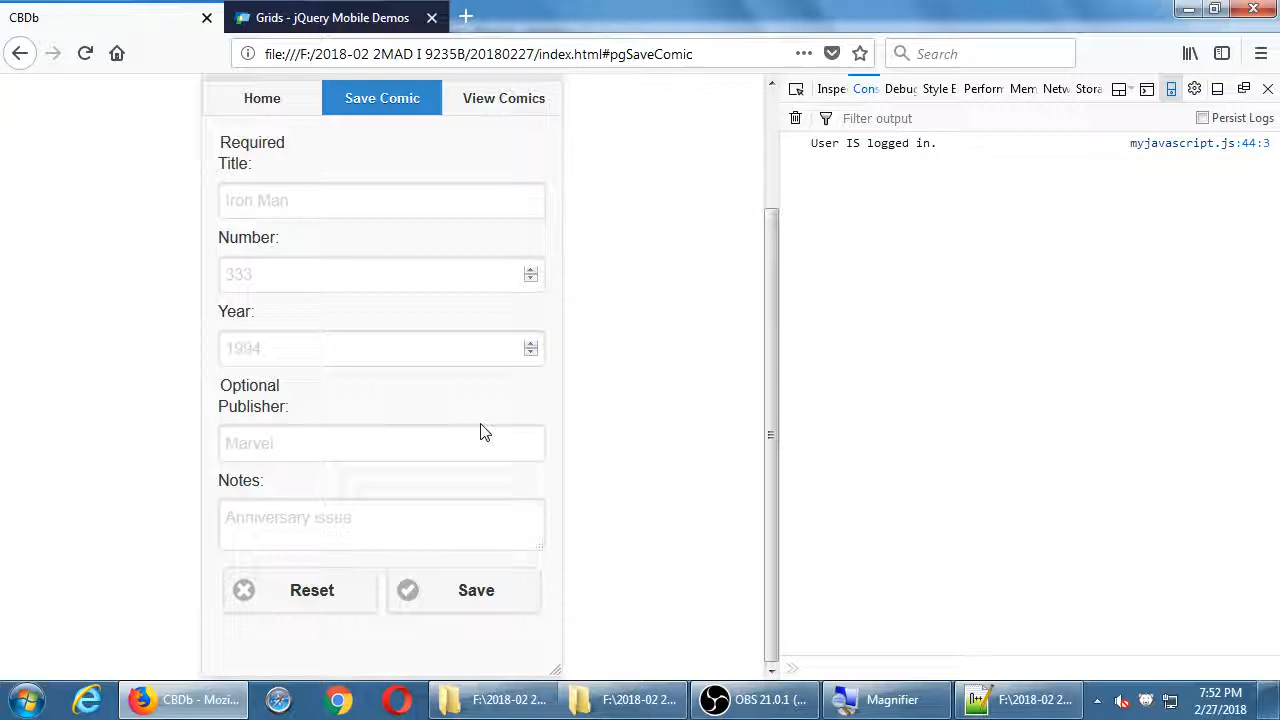 CBDb
Grids - jQuery Mobile Demos
file:///F:/2018-02 2MAD I 9235B/20180227/index.html#pgSaveComic
Search
Home
Save Comic
View Comics
Inspe
Cons
Debug
Style E
Perform
Mem
Netw
Stora
Filter output
Persist Logs
User IS logged in.
myjavascript.js:44:3
Required
Title:
Iron Man
Number:
333
Year:
1994
Optional
Publisher:
Marvel
Notes:
Anniversary issue
Reset
Save
CBDb - Mozi...
F:\2018-02 2...
F:\2018-02 2...
OBS 21.0.1 (...
Magnifier
F:\2018-02 2...
7:52 PM
2/27/2018